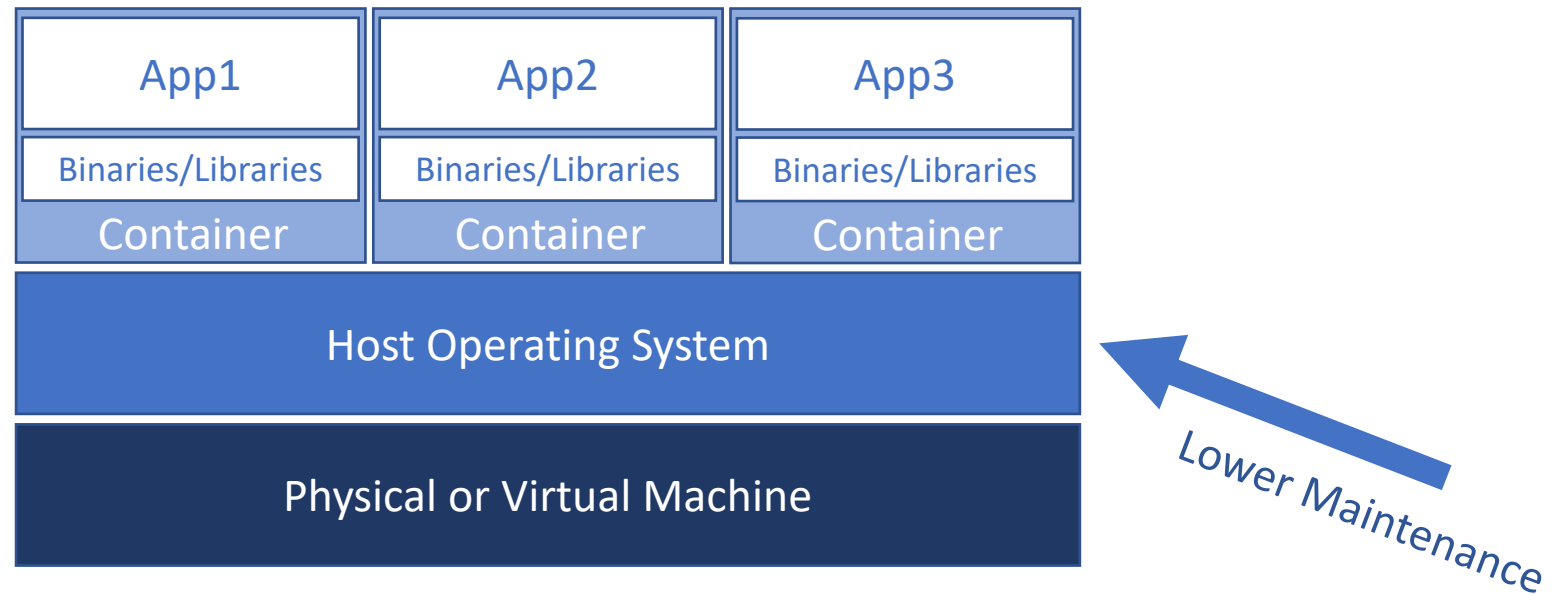 App1
App2
App3
Binaries/Libraries
Binaries/Libraries
Binaries/Libraries
Container
Container
Container
Host Operating System
Physical or Virtual Machine
Lower Maintenance